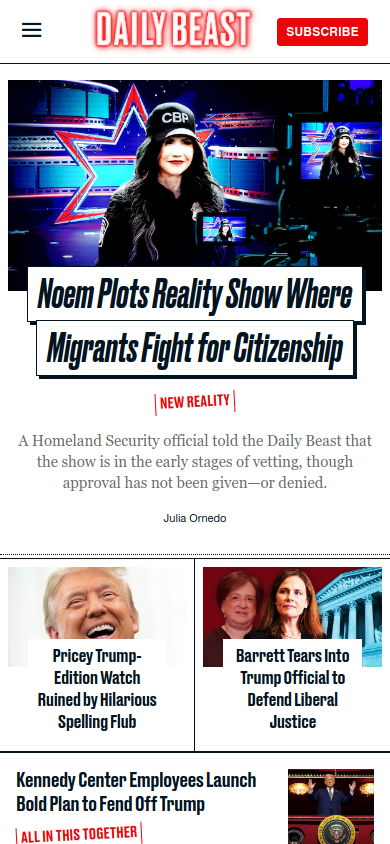 DAILY BEAST
SUBSCRIBE
CBP
Noem Plots Reality Show Where
Migrants Fight for Citizenship
NEW REALITY
A Homeland Security official told the Daily Beast that
the show is in the early stages of vetting, though
approval has not been given—or denied.
Julia Ornedo
Pricey Trump-
Edition Watch
Ruined by Hilarious
Spelling Flub
Barrett Tears Into
Trump Official to
Defend Liberal
Justice
Kennedy Center Employees Launch
Bold Plan to Fend Off Trump
ALL IN THIS TOGETHER